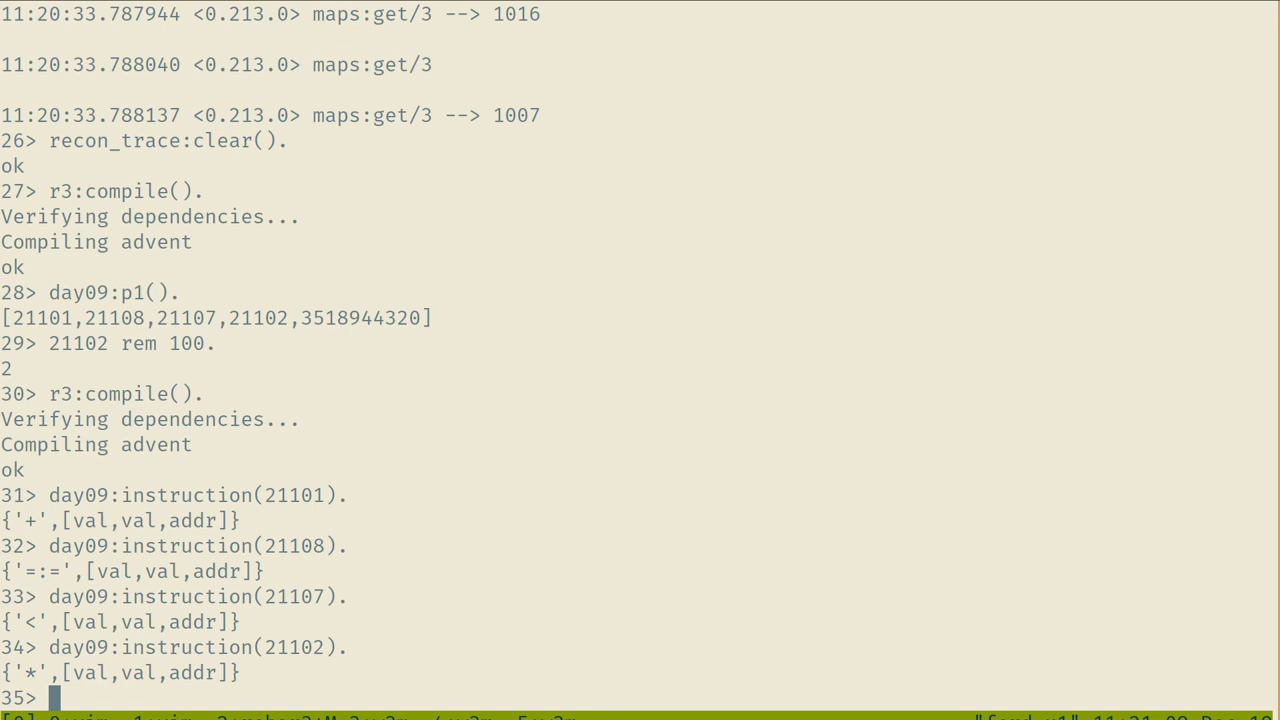 11:20:33.787944 <0.213.0> maps:get/3 --> 1016
11:20:33.788040 <0.213.0> maps:get/3
11:20:33.788137 <0.213.0> maps:get/3 --> 1007
26> recon_trace:clear().
ok
27> r3:compile().
Verifying dependencies...
Compiling advent
ok
28> day09:p1().
[21101,21108,21107,21102,3518944320]
29> 21102 rem 100.
2
30> r3:compile().
Verifying dependencies...
Compiling advent
ok
31> day09:instruction(21101).
{'+',[val,val,addr]}
32> day09:instruction(21108).
{'=:=',[val,val,addr]}
33> day09:instruction(21107).
{'<',[val,val,addr]}
34> day09:instruction(21102).
{'*',[val,val,addr]}
35>